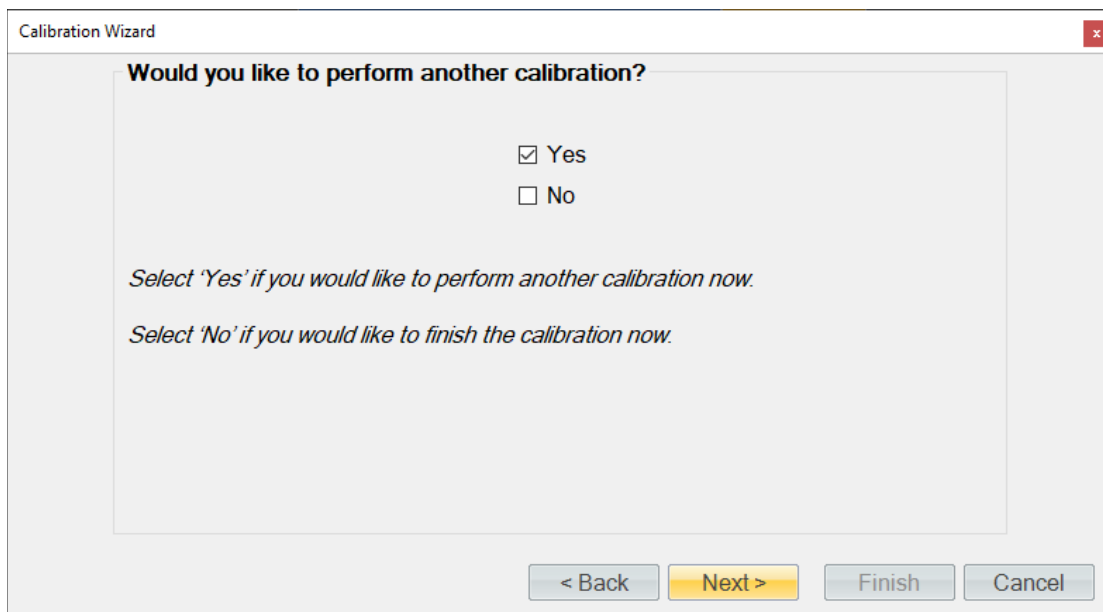 Calibration Wizard
x
Would you like to perform another calibration?
Yes
No
Select ‘Yes’ if you would like to perform another calibration now.
Select ‘No’ if you would like to finish the calibration now.
< Back Next > Finish Cancel